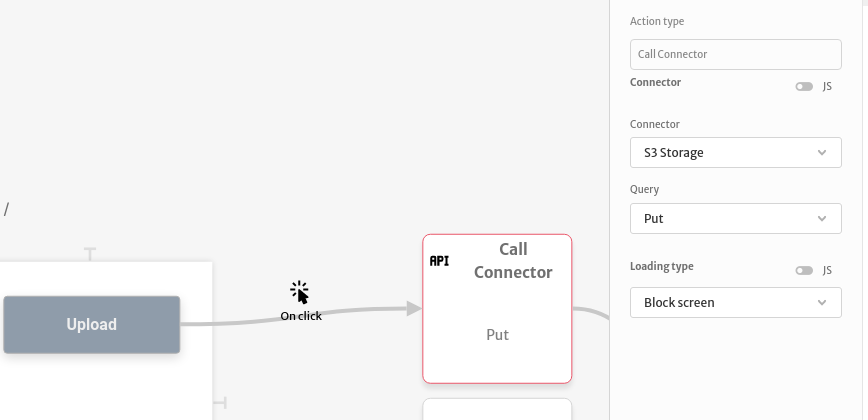 /
Upload
On click
API
Call
Connector
Put
Action type
Call Connector
Connector
JS
Connector
S3 Storage
Query
Put
Loading type
JS
Block screen